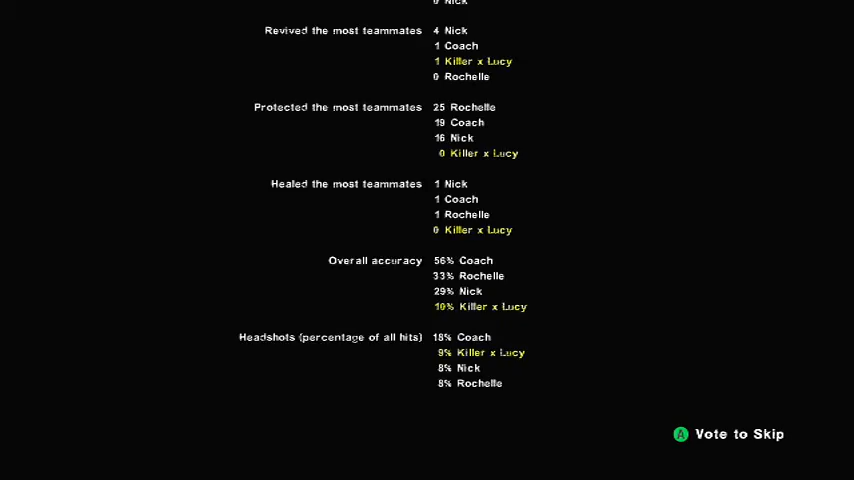 0 Nick
Revived the most teammates 4 Nick
1 Coach
1 Killer x Lucy
0 Rochelle
Protected the most teammates 25 Rochelle
19 Coach
16 Nick
0 Killer x Lucy
Healed the most teammates 1 Nick
1 Coach
1 Rochelle
0 Killer x Lucy
Overall accuracy 56% Coach
33% Rochelle
29% Nick
10% Killer x Lucy
Headshots (percentage of all hits) 18% Coach
9% Killer x Lucy
8% Nick
8% Rochelle
A Vote to Skip